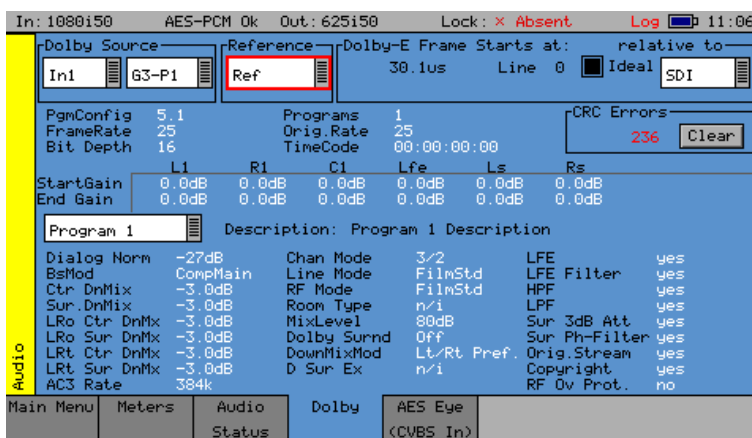 In: 1080i50 AES-PCM Ok Out: 625i50 Lock: × Absent Log 11:06
Dolby Source Reference Dolby-E Frame Starts at: relative to
In1 G3-P1 Ref 30.1us Line 0 Ideal SDI
PgmConfig 5.1 Programs 1 CRC Errors
FrameRate 25 Orig.Rate 25 236 Clear
Bit Depth 16 TimeCode 00:00:00:00
L1 R1 C1 Lfe Ls Rs
StartGain 0.0dB 0.0dB 0.0dB 0.0dB 0.0dB 0.0dB
End Gain 0.0dB 0.0dB 0.0dB 0.0dB 0.0dB 0.0dB
Program 1 Description: Program 1 Description
Dialog Norm -27dB Chan Mode 3/2 LFE yes
BsMod CompMain Line Mode FilmStd LFE Filter yes
Ctr DnMix -3.0dB RF Mode FilmStd HPF yes
Sur.DnMix -3.0dB Room Type n/i LPF yes
LRo Ctr DnMx -3.0dB MixLevel 80dB Sur 3dB Att yes
LRo Sur DnMx -3.0dB Dolby Surnd Off Sur Ph-Filter yes
LRt Ctr DnMx -3.0dB DownMixMod Lt/Rt Pref. Orig.Stream yes
LRt Sur DnMx -3.0dB D Sur Ex n/i Copyright yes
AC3 Rate 384k RF Ov Prot. no
Audio
Main Menu Meters Audio Status Dolby AES Eye (CVBS In)